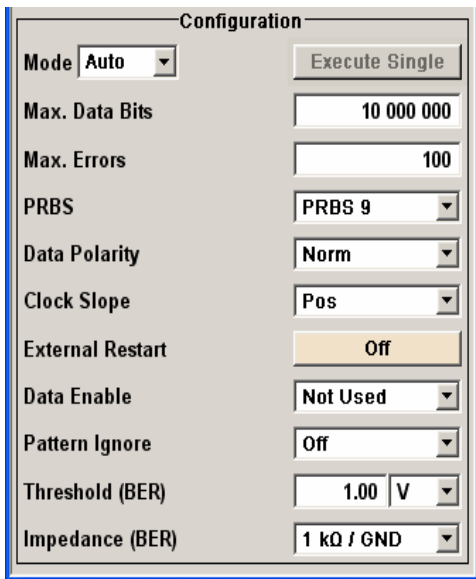 Configuration
Mode Auto Execute Single
Max. Data Bits 10 000 000
Max. Errors 100
PRBS PRBS 9
Data Polarity Norm
Clock Slope Pos
External Restart Off
Data Enable Not Used
Pattern Ignore Off
Threshold (BER) 1.00 V
Impedance (BER) 1 kΩ / GND